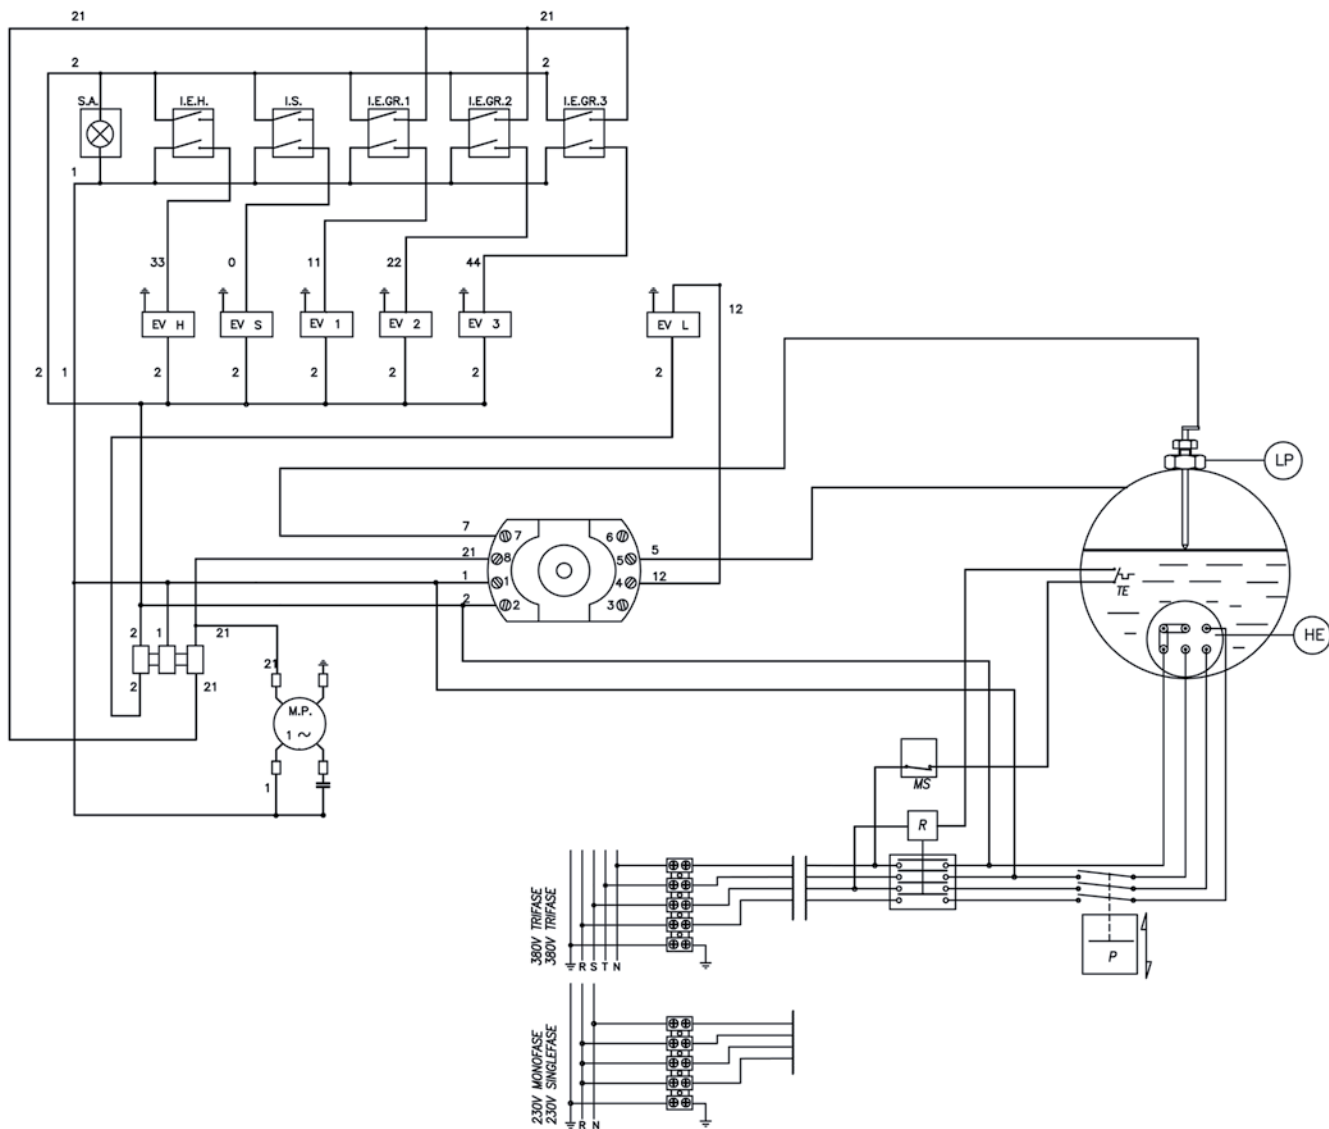 21 21
2 2
S.A. I.E.H. I.S. I.E.GR.1 I.E.GR.2 I.E.GR.3
1
33 0 11 22 44
12
EV H EV S EV 1 EV 2 EV 3 EV L
2 1 2 2 2 2 2 2
LP
7 7 6
21 8 5 5
1 1 4 12
2 2 3
TE
2 1 21
HE
21
2 21
M.P.
1 ~
MS
1
R
380V TRIFASE
380V TRIFASE
P
R S T N
230V MONOFASE
230V SINGLEFASE
R N